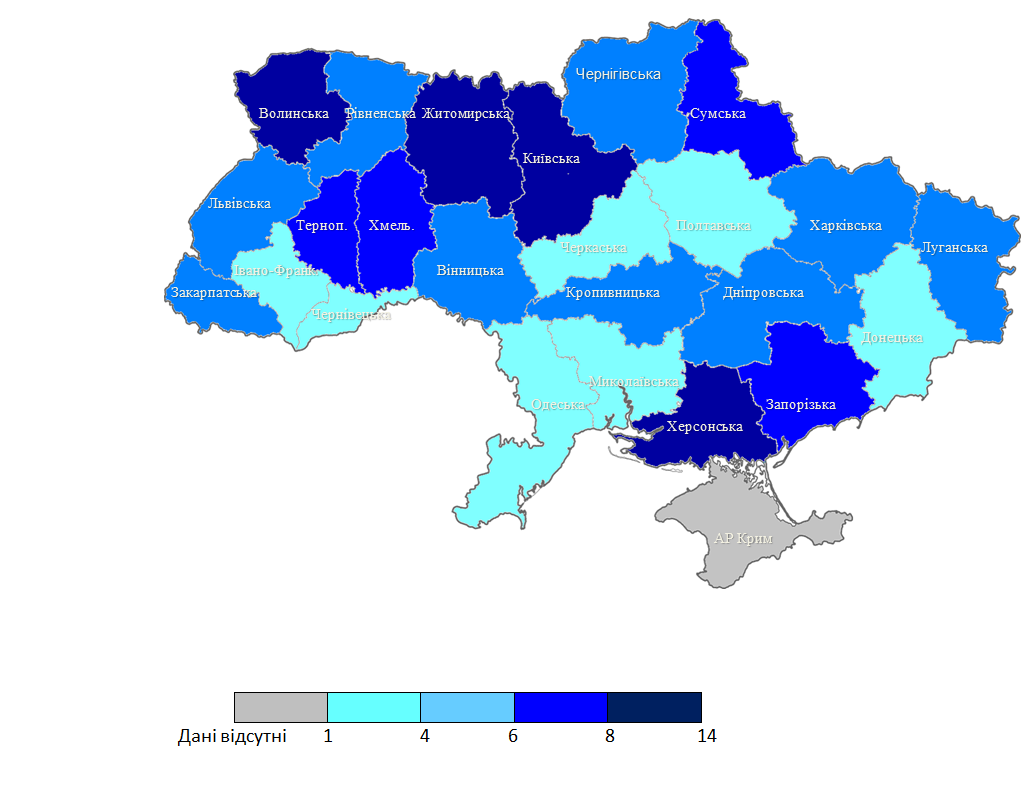 Чернігівська
Волинська
Рівненська
Житомирська
Сумська
Київська
Львівська
Терноп.
Хмель.
Черкаська
Полтавська
Харківська
Луганська
Івано-Франк.
Вінницька
Закарпатська
Кропивницька
Дніпровська
Чернівецька
Донецька
Миколаївська
Одеська
Запорізька
Херсонська
АР Крим
Дані відсутні 1 4 6 8 14